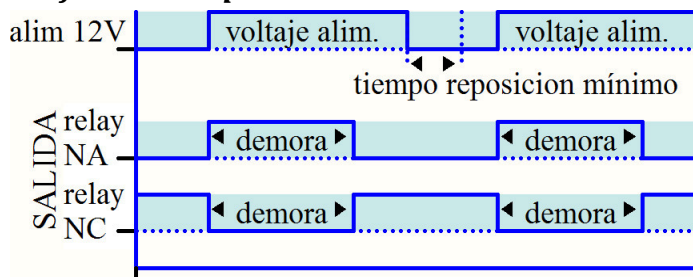 alim 12V
voltaje alim.
voltaje alim.
tiempo reposicion mínimo
SALIDA
relay
NA
demora
demora
relay
NC
demora
demora